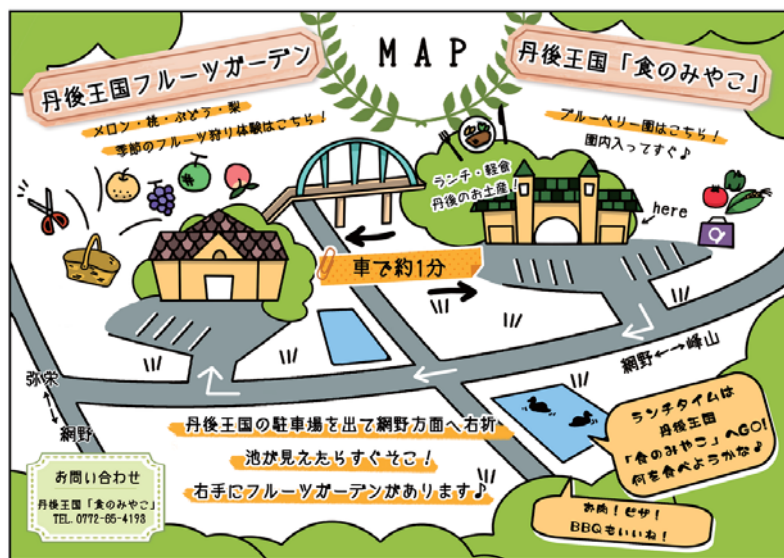 MAP
丹後王国フルーツガーデン
メロン・桃・ぶどう・梨
季節のフルーツ狩り体験はこちら！
丹後王国「食のみやこ」
ブルーベリー園はこちら！
園内入ってすぐ♪
ランチ・軽食
丹後のお土産！
here
車で約1分
網野←→峰山
弥栄
網野
丹後王国の駐車場を出て網野方面へ右折
池が見えたらすぐそこ！
右手にフルーツガーデンがあります♪
ランチタイムは
丹後王国
「食のみやこ」へGO!
何を食べようかな♪
お肉！ピザ！
BBQもいいね！
お問い合わせ
丹後王国「食のみやこ」
TEL. 0772-65-4193